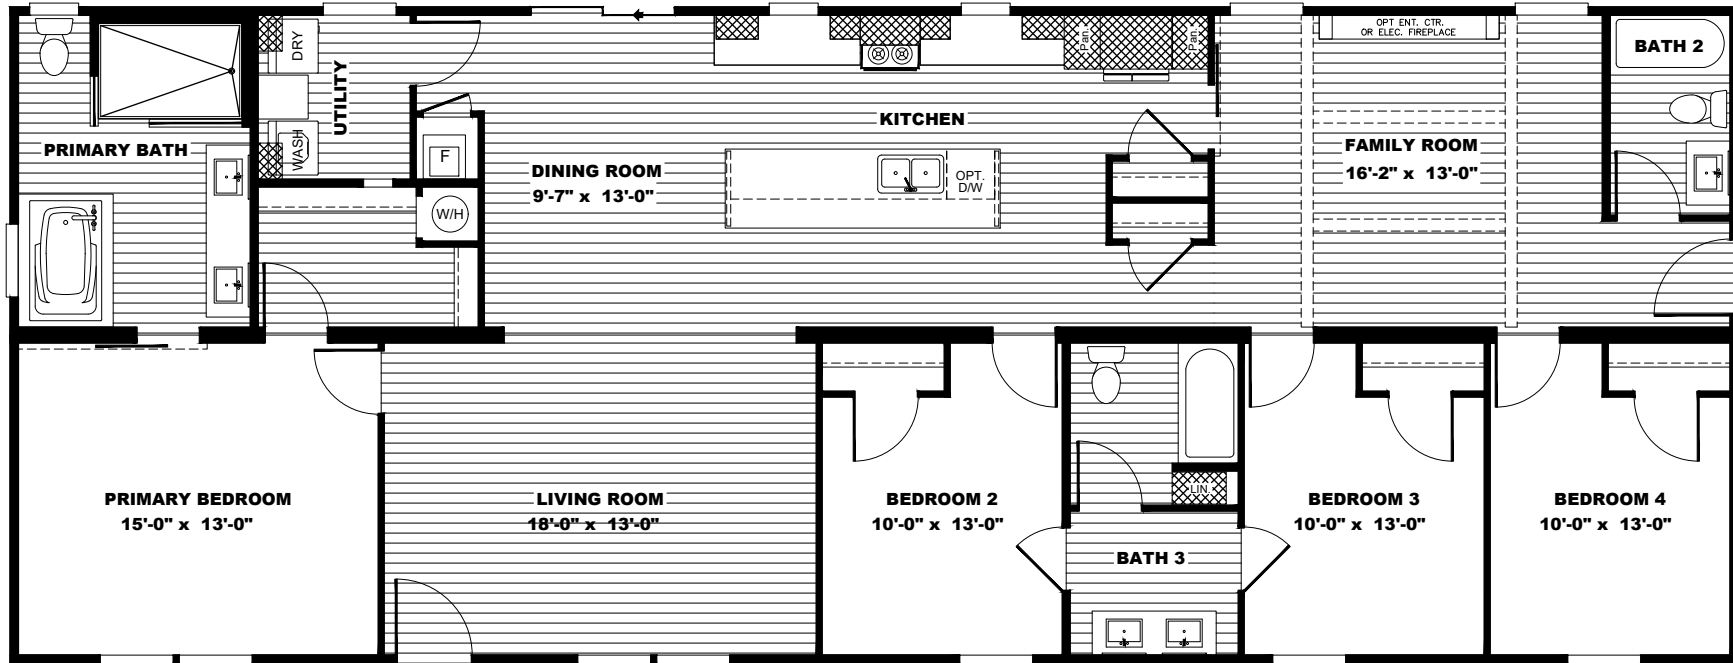 OPT ENT. CTR.
OR ELEC. FIREPLACE
DRY
Pan.
Pan.
BATH 2
UTILITY
WASH
PRIMARY BATH
KITCHEN
F
DINING ROOM
9'-7" x 13'-0"
OPT.
D/W
FAMILY ROOM
16'-2" x 13'-0"
W/H
PRIMARY BEDROOM
15'-0" x 13'-0"
LIVING ROOM
18'-0" x 13'-0"
BEDROOM 2
10'-0" x 13'-0"
LIN.
BATH 3
BEDROOM 3
10'-0" x 13'-0"
BEDROOM 4
10'-0" x 13'-0"